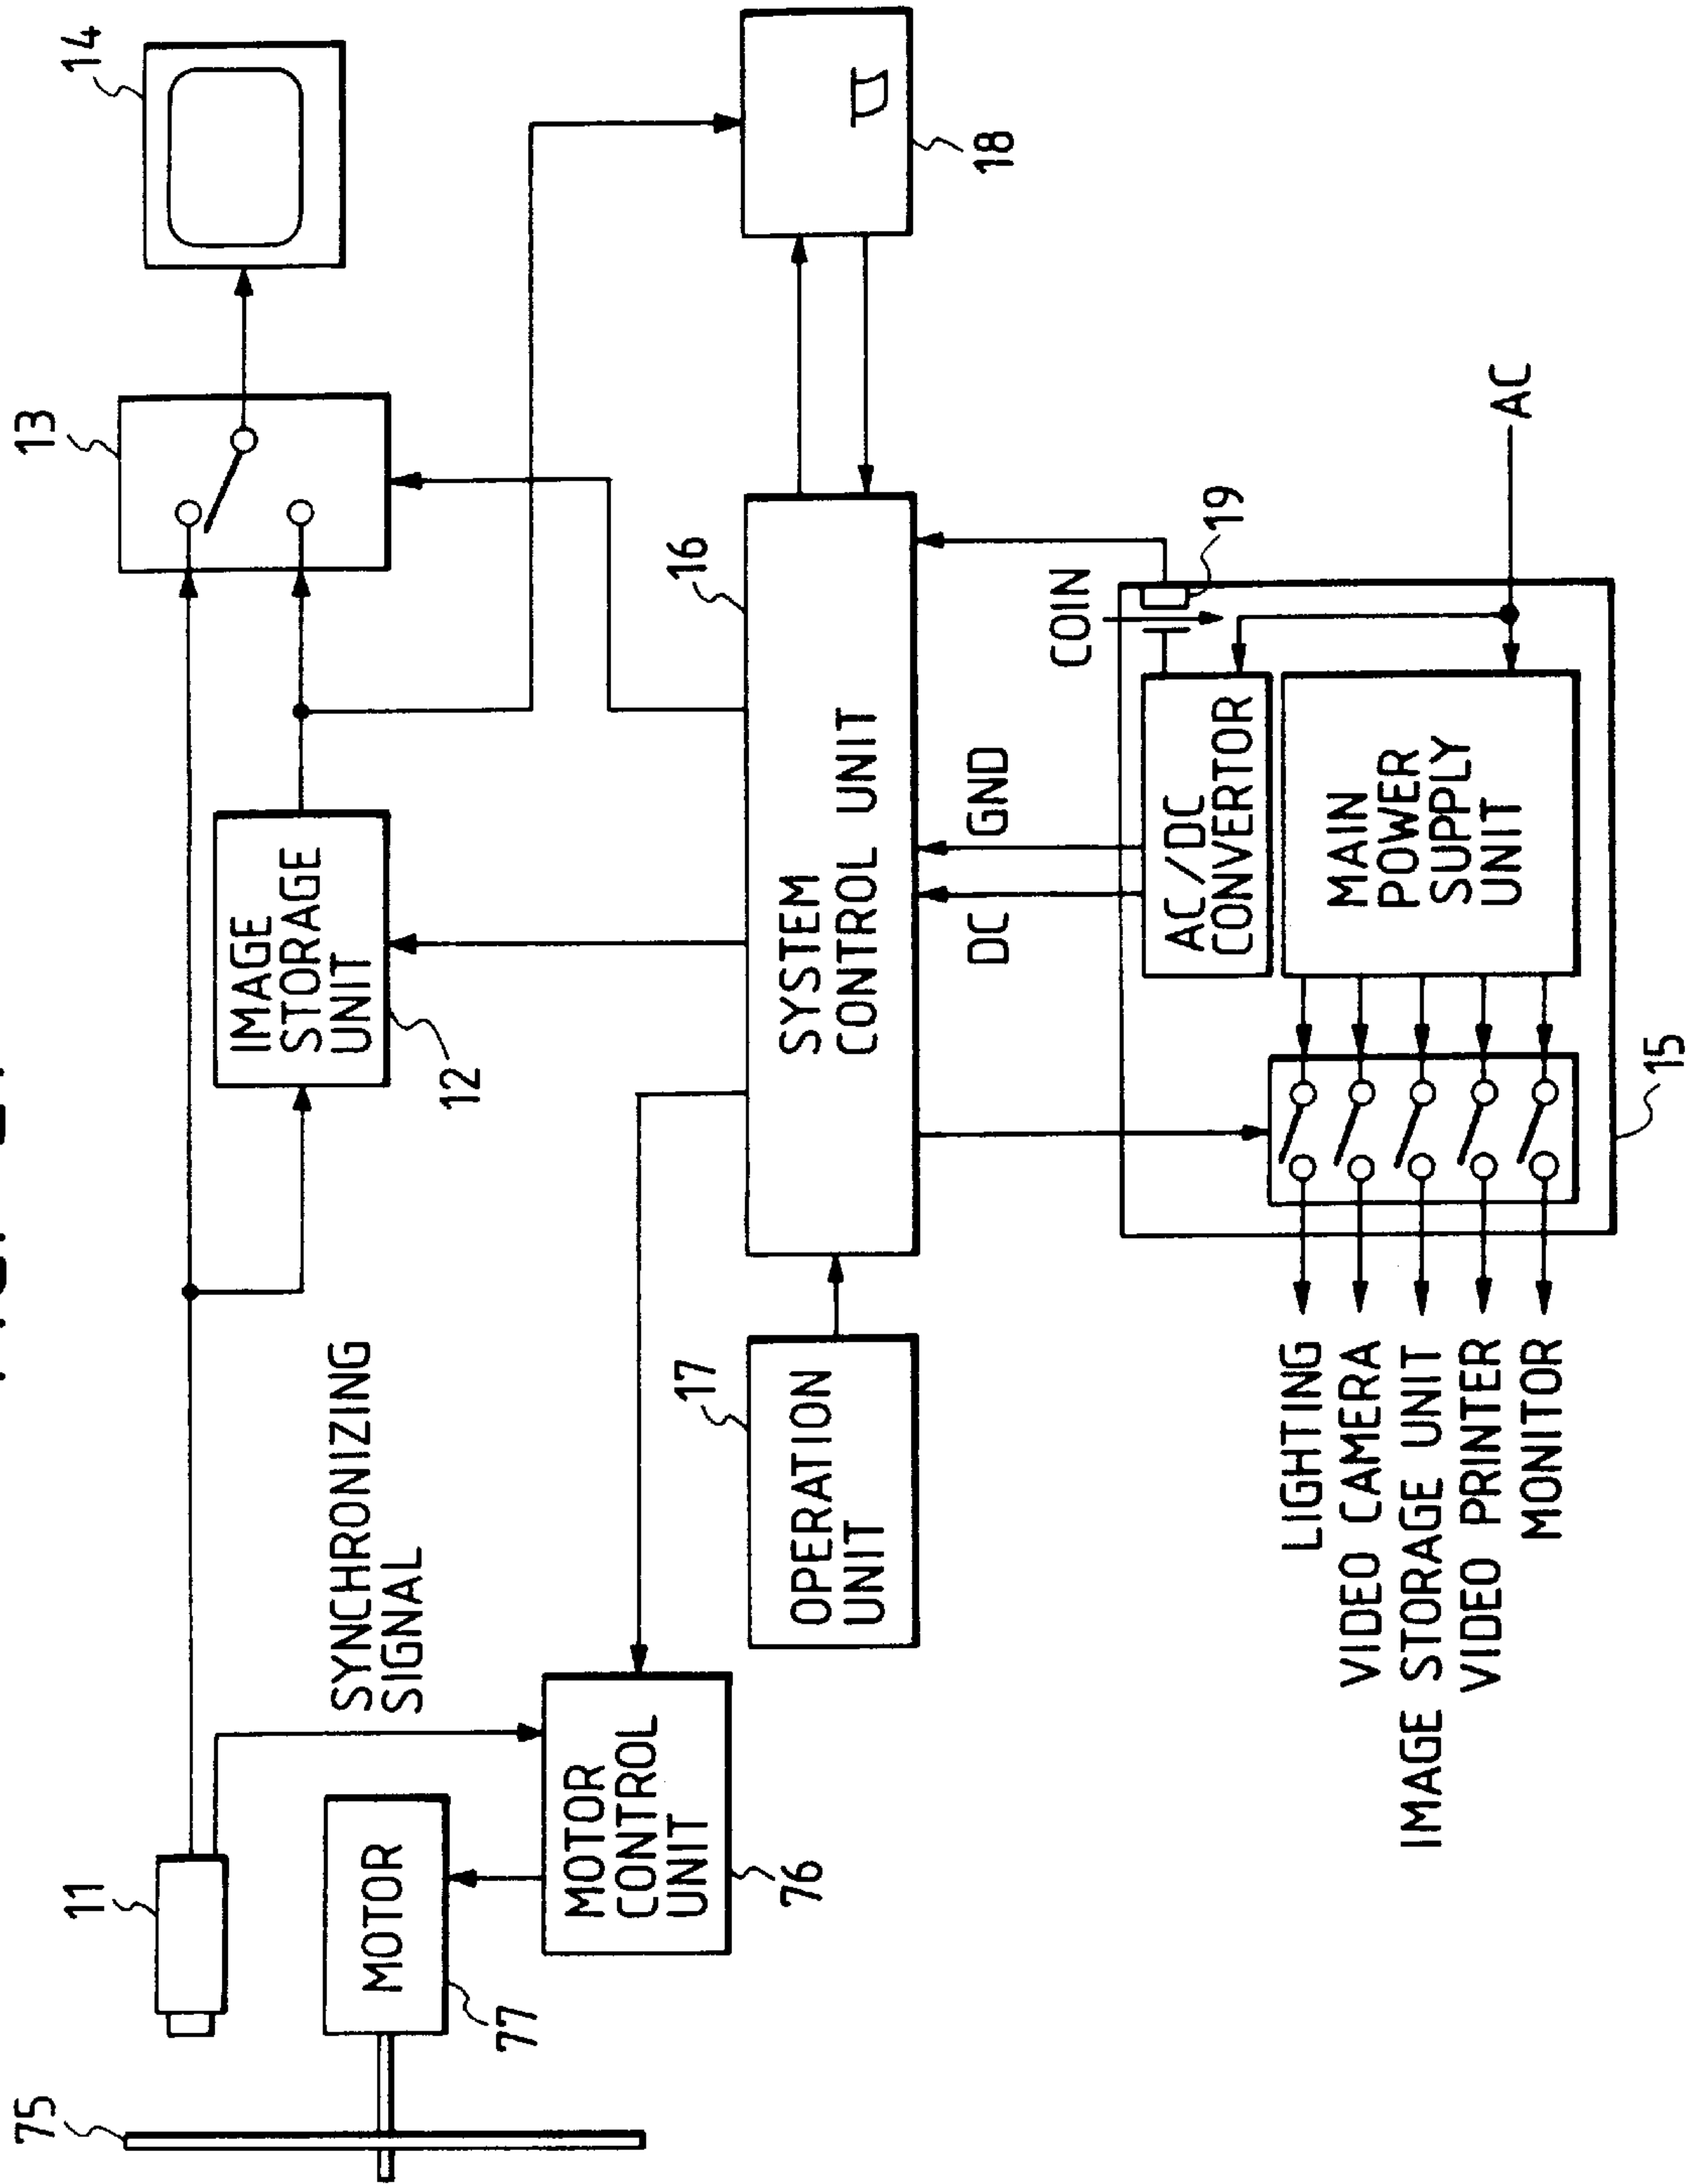 75
11
SYNCHRONIZING
SIGNAL
13
14
MOTOR
77
IMAGE
STORAGE
UNIT
12
MOTOR
CONTROL
UNIT
76
17
OPERATION
UNIT
16
SYSTEM
CONTROL UNIT
18
DC
GND
COIN
19
AC/DC
CONVERTOR
AC
MAIN
POWER
SUPPLY
UNIT
LIGHTING
VIDEO CAMERA
IMAGE STORAGE UNIT
VIDEO PRINTER
MONITOR
15